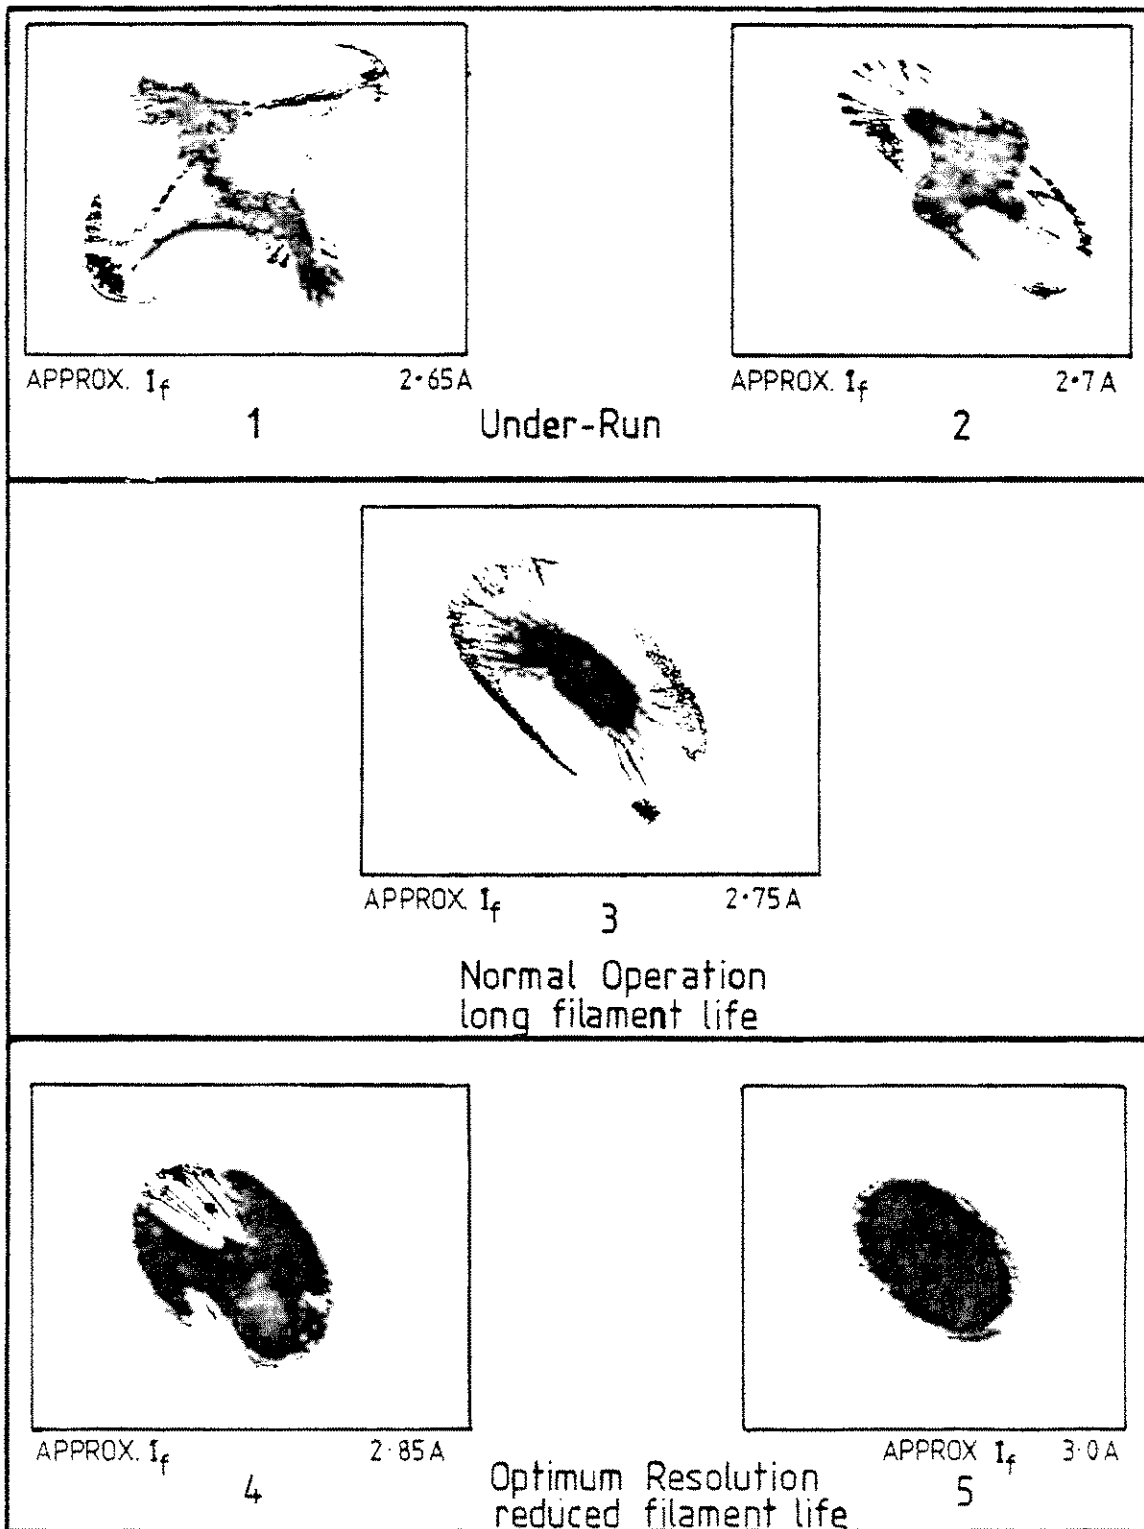 APPROX. If 2·65A
APPROX. If 2·7A
1
Under-Run
2
APPROX. If 2·75A
3
Normal Operation
long filament life
APPROX. If 2·85A
APPROX If 3·0A
4
Optimum Resolution
reduced filament life
5